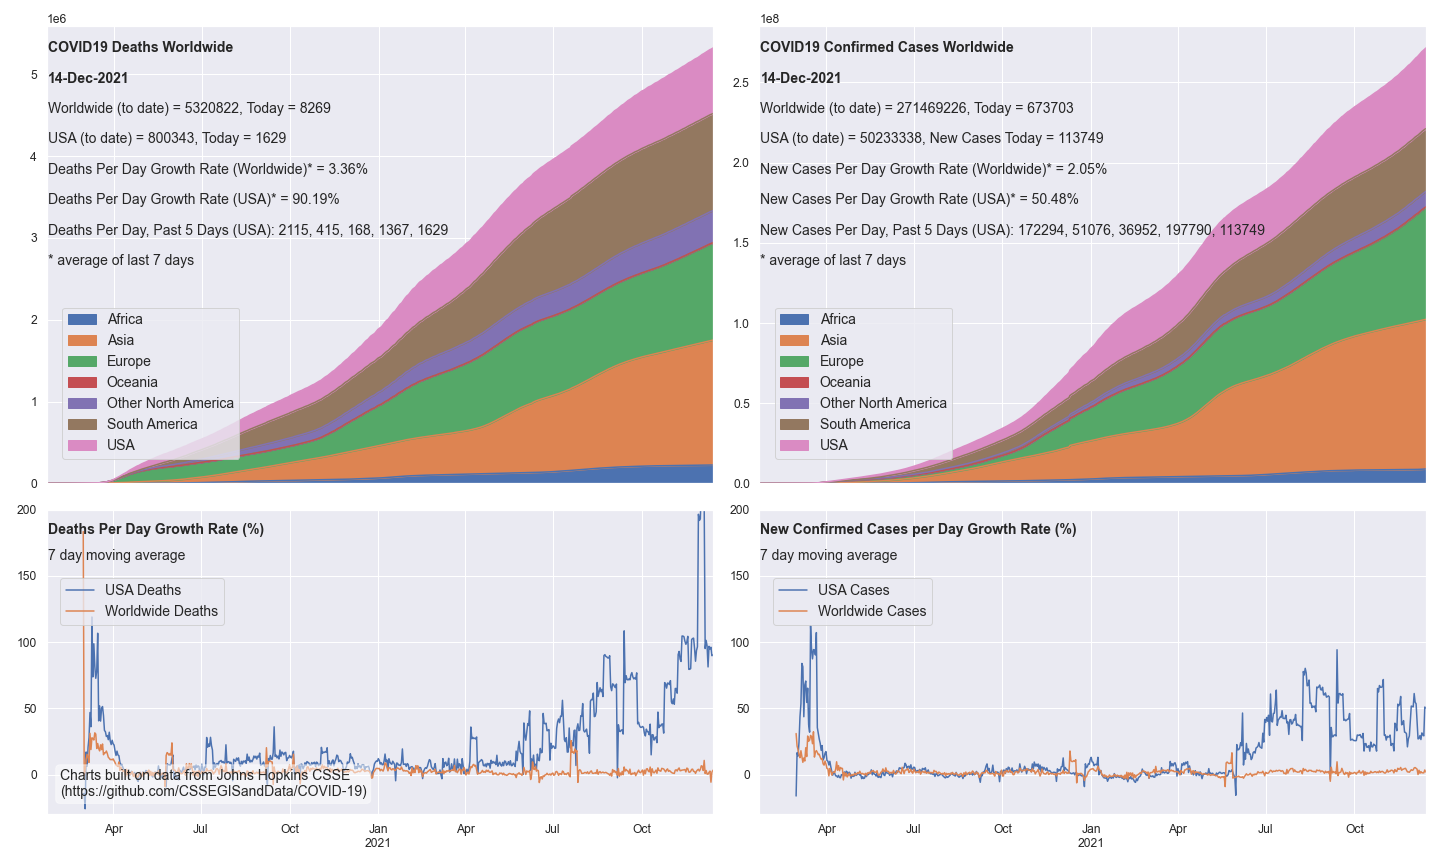 1e6
COVID19 Deaths Worldwide
14-Dec-2021
Worldwide (to date) = 5320822, Today = 8269
USA (to date) = 800343, Today = 1629
Deaths Per Day Growth Rate (Worldwide)* = 3.36%
Deaths Per Day Growth Rate (USA)* = 90.19%
Deaths Per Day, Past 5 Days (USA): 2115, 415, 168, 1367, 1629
* average of last 7 days
5
4
3
2
1
0
Africa
Asia
Europe
Oceania
Other North America
South America
USA
1e8
COVID19 Confirmed Cases Worldwide
14-Dec-2021
Worldwide (to date) = 271469226, Today = 673703
USA (to date) = 50233338, New Cases Today = 113749
New Cases Per Day Growth Rate (Worldwide)* = 2.05%
New Cases Per Day Growth Rate (USA)* = 50.48%
New Cases Per Day, Past 5 Days (USA): 172294, 51076, 36952, 197790, 113749
* average of last 7 days
2.5
2.0
1.5
1.0
0.5
0.0
Africa
Asia
Europe
Oceania
Other North America
South America
USA
Deaths Per Day Growth Rate (%)
7 day moving average
USA Deaths
Worldwide Deaths
200
150
100
50
0
Charts built on data from Johns Hopkins CSSE
(https://github.com/CSSEGISandData/COVID-19)
Apr Jul Oct Jan Apr Jul Oct
2021
New Confirmed Cases per Day Growth Rate (%)
7 day moving average
USA Cases
Worldwide Cases
200
150
100
50
0
Apr Jul Oct Jan Apr Jul Oct
2021